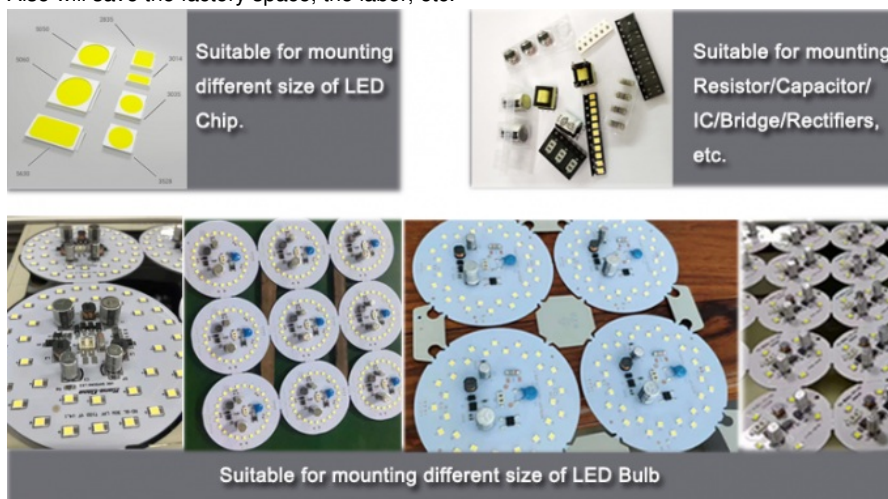 Also will save the factory space, the labor, etc.
2835
5050
3014
5060
3030
5630
3528
Suitable for mounting
different size of LED
Chip.
Suitable for mounting
Resistor/Capacitor/
IC/Bridge/Rectifiers,
etc.
Suitable for mounting different size of LED Bulb